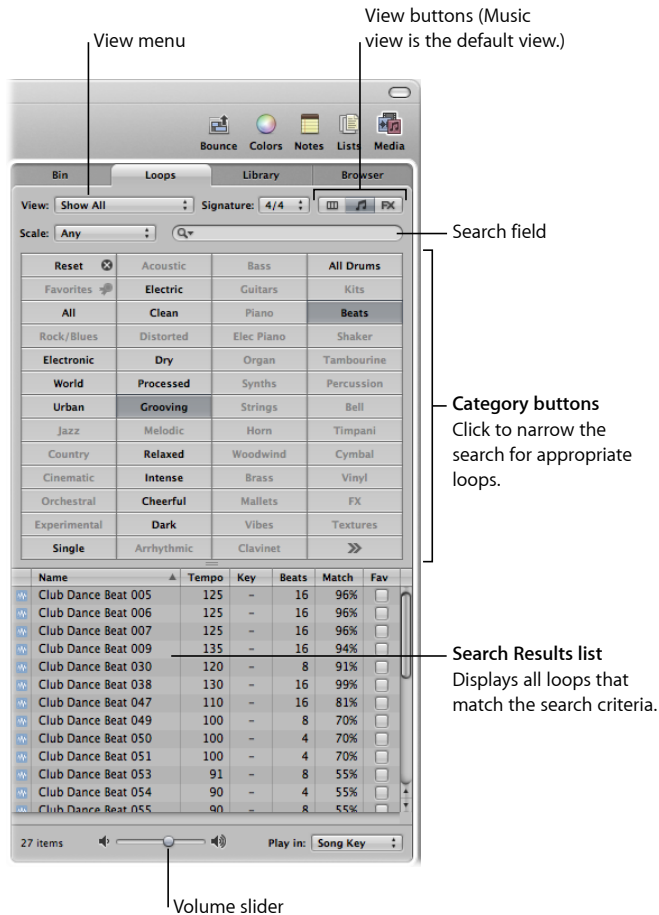 View buttons (Music
view is the default view.)
View menu
Bounce Colors Notes Lists Media
Bin Loops Library Browser
View: Show All Signature: 4/4 FX
Scale: Any
Search field
Reset Acoustic Bass All Drums
Favorites Electric Guitars Kits
All Clean Piano Beats
Rock/Blues Distorted Elec Piano Shaker
Electronic Dry Organ Tambourine
World Processed Synths Percussion
Urban Grooving Strings Bell
Jazz Melodic Horn Timpani
Country Relaxed Woodwind Cymbal
Cinematic Intense Brass Vinyl
Orchestral Cheerful Mallets FX
Experimental Dark Vibes Textures
Single Arrhythmic Clavinet
Category buttons
Click to narrow the
search for appropriate
loops.
Name Tempo Key Beats Match Fav
Club Dance Beat 005 125 – 16 96%
Club Dance Beat 006 125 – 16 96%
Club Dance Beat 007 125 – 16 96%
Club Dance Beat 009 135 – 16 94%
Club Dance Beat 030 120 – 8 91%
Club Dance Beat 038 130 – 16 99%
Club Dance Beat 047 110 – 16 81%
Club Dance Beat 049 100 – 8 70%
Club Dance Beat 050 100 – 4 70%
Club Dance Beat 051 100 – 4 70%
Club Dance Beat 053 91 – 8 55%
Club Dance Beat 054 90 – 4 55%
Club Dance Beat 055 90 – 8 55%
Search Results list
Displays all loops that
match the search criteria.
27 items Play in: Song Key
Volume slider